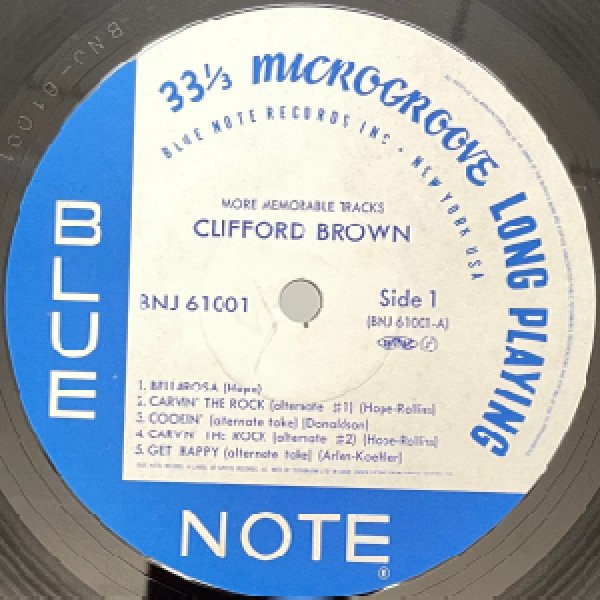 33 1/3 MICROGROOVE LONG PLAYING
BLUE NOTE RECORDS INC • NEW YORK USA
MORE MEMORABLE TRACKS
CLIFFORD BROWN
BNJ 61001
Side 1
(BNJ 61001-A)
1. BELLAROSA (Hope)
2. CARVIN' THE ROCK (alternate #1) (Hope-Rollins)
3. COOKIN' (alternate take) (Donaldson)
4. CARVIN' THE ROCK (alternate #2) (Hope-Rollins)
5. GET HAPPY (alternate take) (Arlen-Koehler)
BLUE
NOTE
®
BNJ-61001